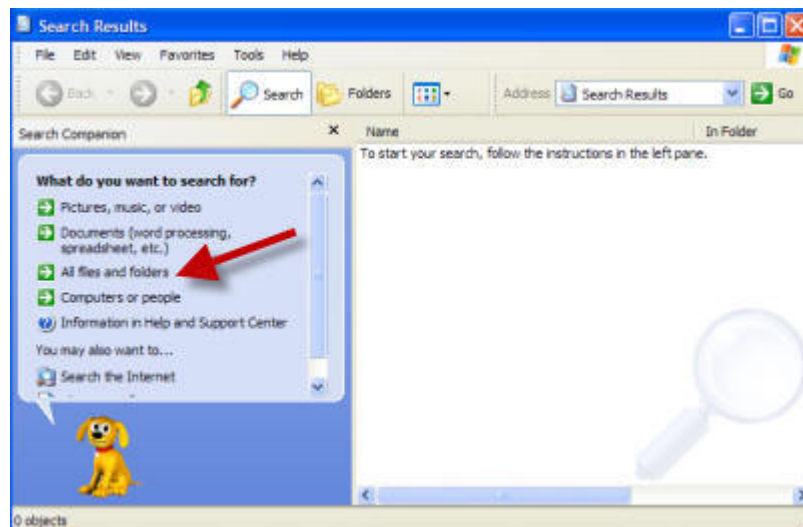 Search Results
File Edit View Favorites Tools Help
Back Search Folders Address Search Results Go
Search Companion
Name In Folder
To start your search, follow the instructions in the left pane.
What do you want to search for?
Pictures, music, or video
Documents (word processing,
spreadsheet, etc.)
All files and folders
Computers or people
Information in Help and Support Center
You may also want to...
Search the Internet
0 objects